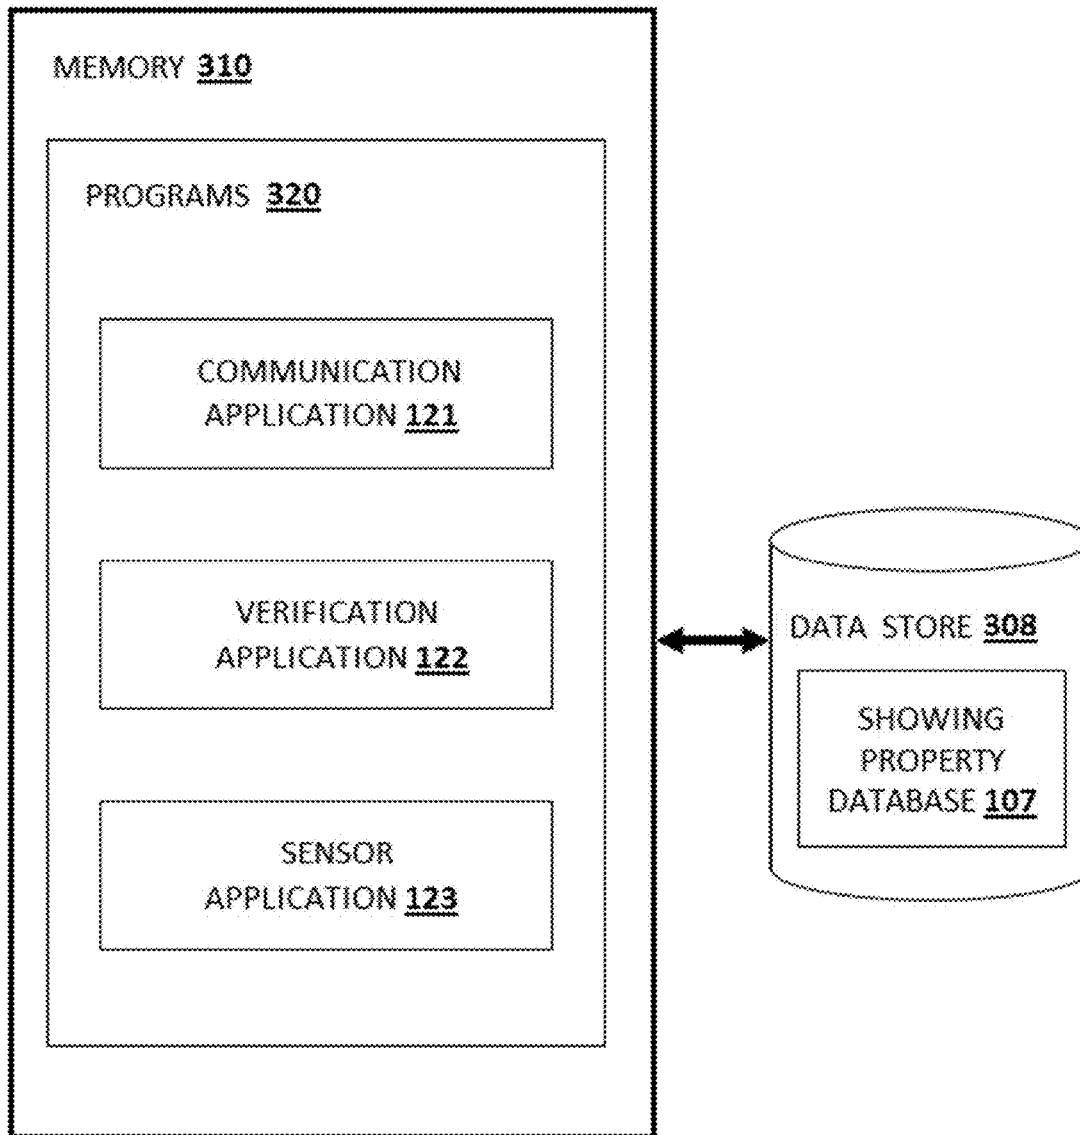 MEMORY 310
PROGRAMS 320
COMMUNICATION
APPLICATION 121
VERIFICATION
APPLICATION 122
SENSOR
APPLICATION 123
DATA STORE 308
SHOWING
PROPERTY
DATABASE 107